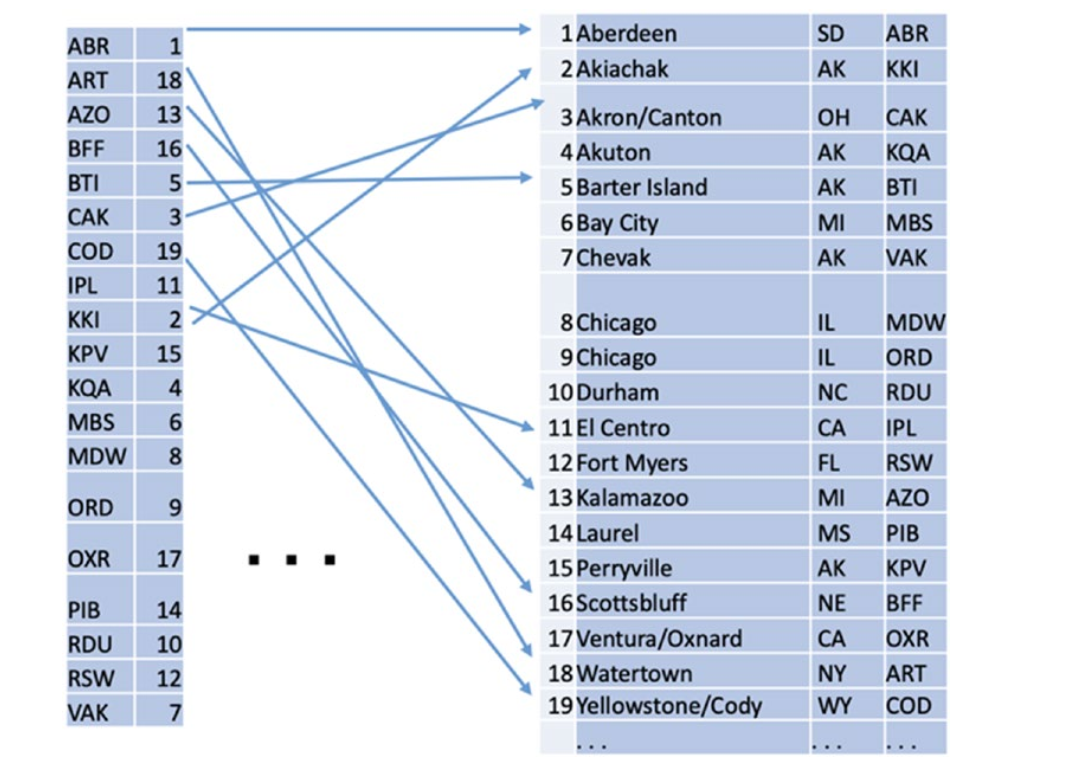 ABR 1
ART 18
AZO 13
BFF 16
BTI 5
CAK 3
COD 19
IPL 11
KKI 2
KPV 15
KQA 4
MBS 6
MDW 8
ORD 9
OXR 17
PIB 14
RDU 10
RSW 12
VAK 7
. . .
1 Aberdeen SD ABR
2 Akiachak AK KKI
3 Akron/Canton OH CAK
4 Akuton AK KQA
5 Barter Island AK BTI
6 Bay City MI MBS
7 Chevak AK VAK
8 Chicago IL MDW
9 Chicago IL ORD
10 Durham NC RDU
11 El Centro CA IPL
12 Fort Myers FL RSW
13 Kalamazoo MI AZO
14 Laurel MS PIB
15 Perryville AK KPV
16 Scottsbluff NE BFF
17 Ventura/Oxnard CA OXR
18 Watertown NY ART
19 Yellowstone/Cody WY COD
. . . . . . . . .